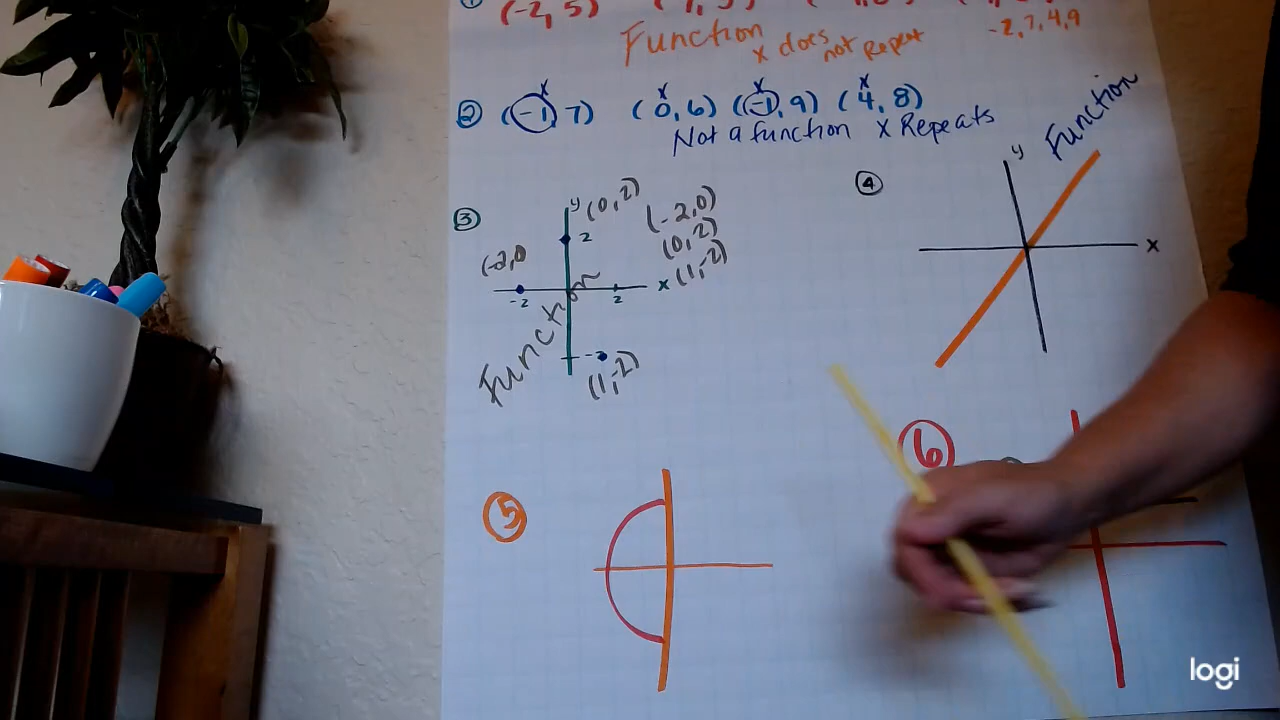 (-2, 5)
Function
x does not Repeat
-2, 7, 4, 9
② (-1, 7) (0, 6) (-1, 9) (4, 8)
x x x x
Not a function x Repeats
③
y (0, 2)
2
(-2, 0
-2
2
x
(-2, 0)
(0, 2)
(1, -2)
Function
-2
(1, -2)
④
y
Function
x
⑤
⑥
logi